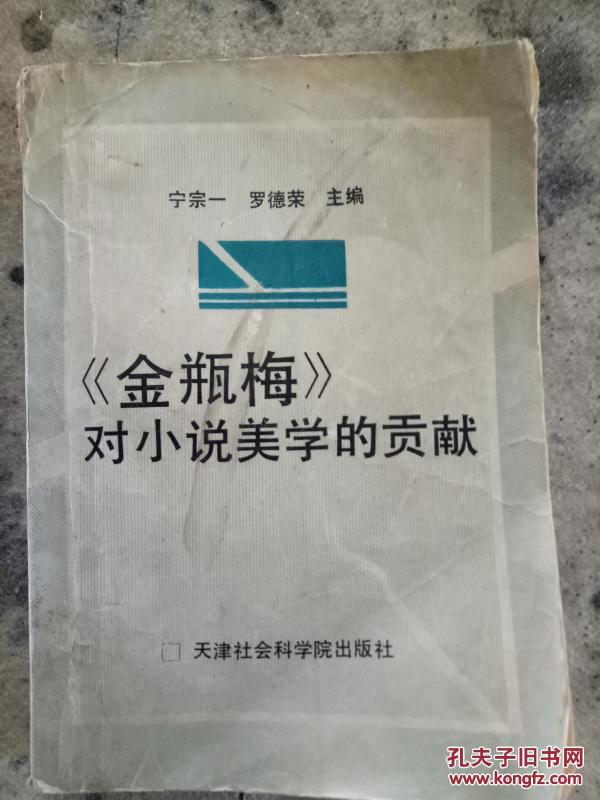 宁宗一 罗德荣 主编
《金瓶梅》
对小说美学的贡献
天津社会科学院出版社
孔夫子旧书网
www.kongfz.com